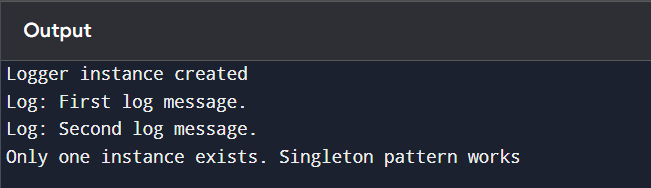 Output
Logger instance created
Log: First log message.
Log: Second log message.
Only one instance exists. Singleton pattern works